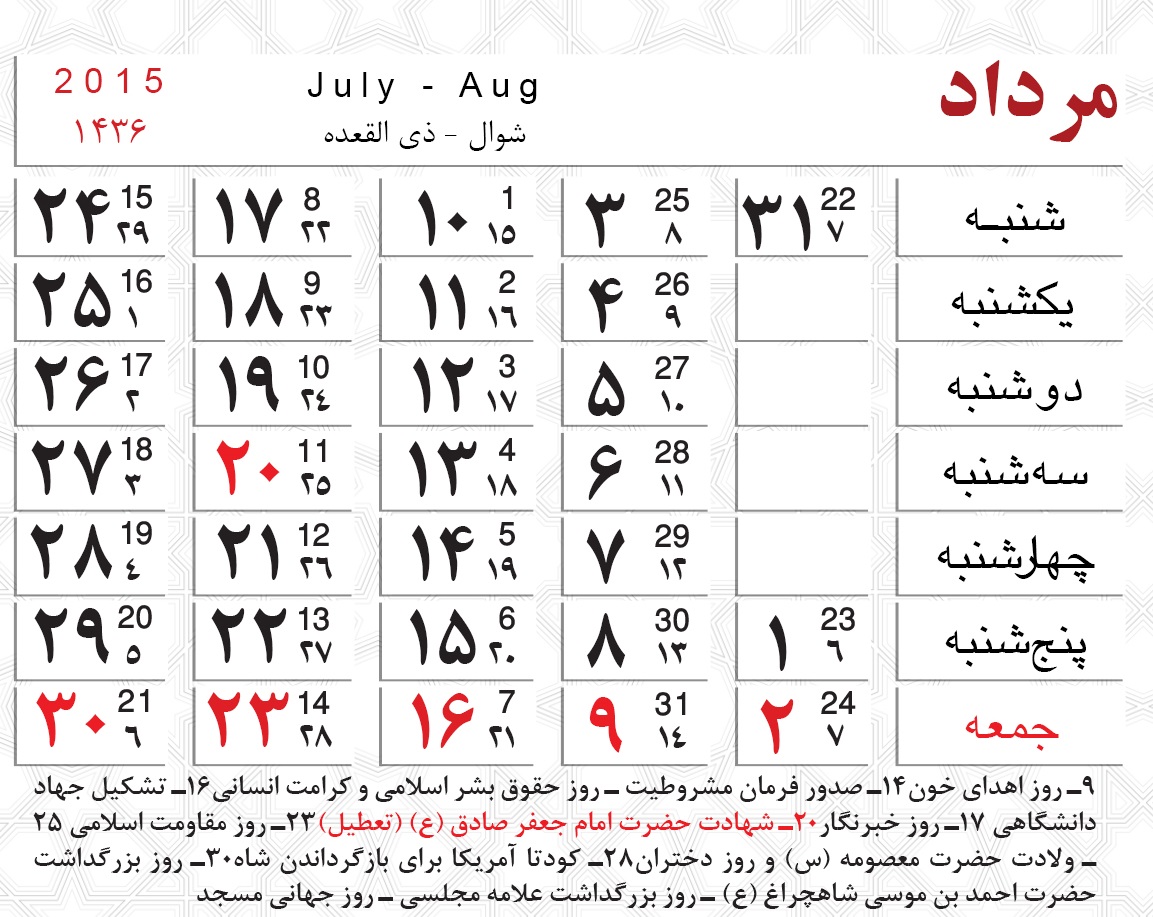 مرداد
July - Aug
شوال - ذی القعده
2015
۱۴۳۶
شنبـه ۳۱ 22 ۷ ۳ 25 ۸ ۱۰ 1 ۱۵ ۱۷ 8 ۲۲ ۲۴ 15 ۲۹
یکشنبه ۴ 26 ۹ ۱۱ 2 ۱۶ ۱۸ 9 ۲۳ ۲۵ 16 ۱
دوشنبه ۵ 27 ۱۰ ۱۲ 3 ۱۷ ۱۹ 10 ۲۴ ۲۶ 17 ۲
سه‌شنبه ۶ 28 ۱۱ ۱۳ 4 ۱۸ ۲۰ 11 ۲۵ ۲۷ 18 ۳
چهارشنبه ۷ 29 ۱۲ ۱۴ 5 ۱۹ ۲۱ 12 ۲۶ ۲۸ 19 ۴
پنج‌شنبه ۱ 23 ۶ ۸ 30 ۱۳ ۱۵ 6 ۲۰ ۲۲ 13 ۲۷ ۲۹ 20 ۵
جمعه ۲ 24 ۷ ۹ 31 ۱۴ ۱۶ 7 ۲۱ ۲۳ 14 ۲۸ ۳۰ 21 ۶
۹ـ روز اهدای خون۱۴ـ صدور فرمان مشروطیت ـ روز حقوق بشر اسلامی و کرامت انسانی۱۶ـ تشکیل جهاد
دانشگاهی ۱۷ـ روز خبرنگار۲۰ـ شهادت حضرت امام جعفر صادق (ع) (تعطیل)۲۳ـ روز مقاومت اسلامی ۲۵
ـ ولادت حضرت معصومه (س) و روز دختران۲۸ـ کودتا آمریکا برای بازگرداندن شاه۳۰ـ روز بزرگداشت
حضرت احمد بن موسی شاهچراغ (ع) ـ روز بزرگداشت علامه مجلسی ـ روز جهانی مسجد